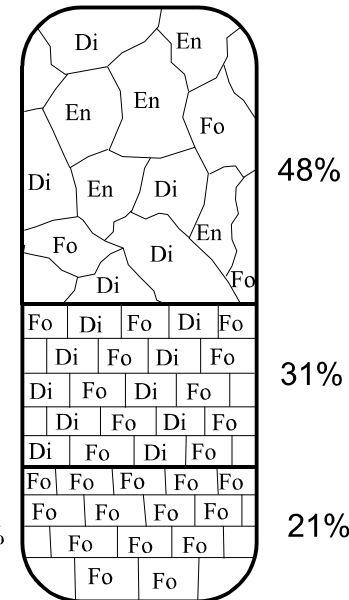 Di En
En En Fo
48%
Di En Di
En
Fo Di Fo
Di
Fo Di Fo Di Fo
Di Fo Di Fo
31%
Di Fo Di Fo
Di Fo Di Fo
Di Fo Di Fo
Fo Fo Fo Fo Fo
Fo Fo Fo Fo
21%
Fo Fo Fo
Fo Fo